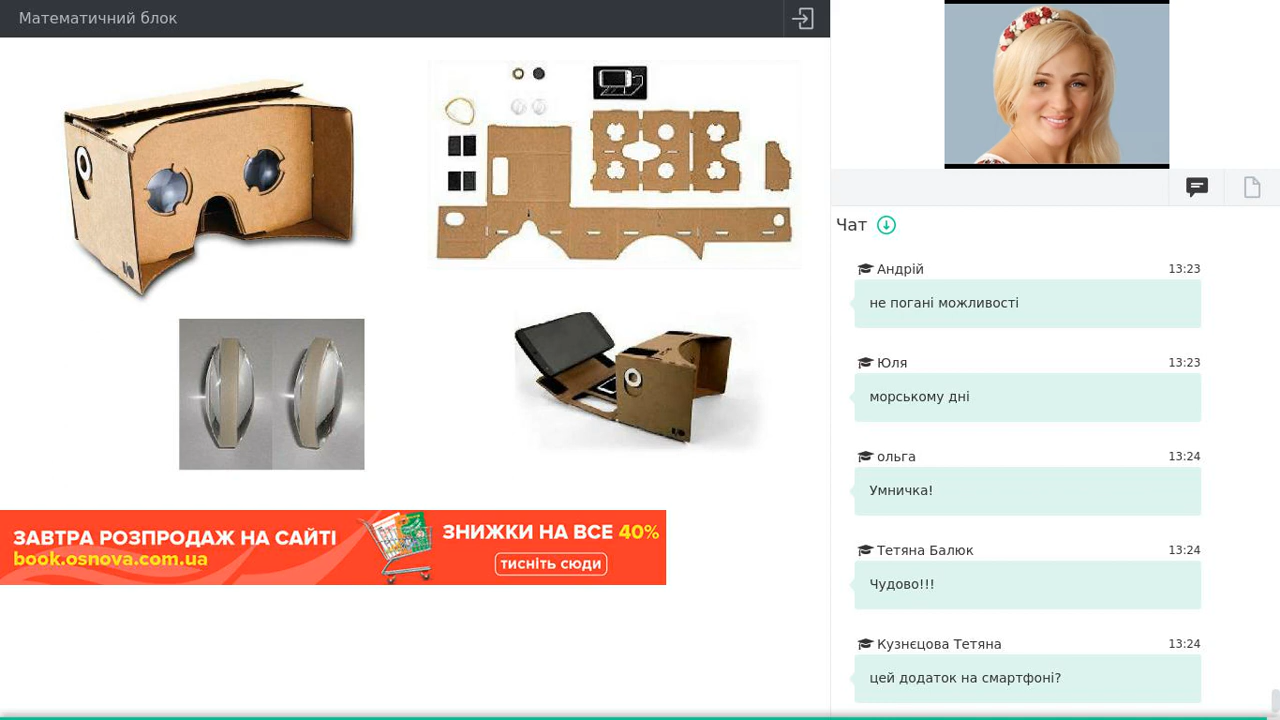 Математичний блок
ЗАВТРА РОЗПРОДАЖ НА САЙТІ
book.osnova.com.ua
ЗНИЖКИ НА ВСЕ 40%
тисніть сюди
Чат
Андрій 13:23
не погані можливості
Юля 13:23
морському дні
ольга 13:24
Умничка!
Тетяна Балюк 13:24
Чудово!!!
Кузнєцова Тетяна 13:24
цей додаток на смартфоні?